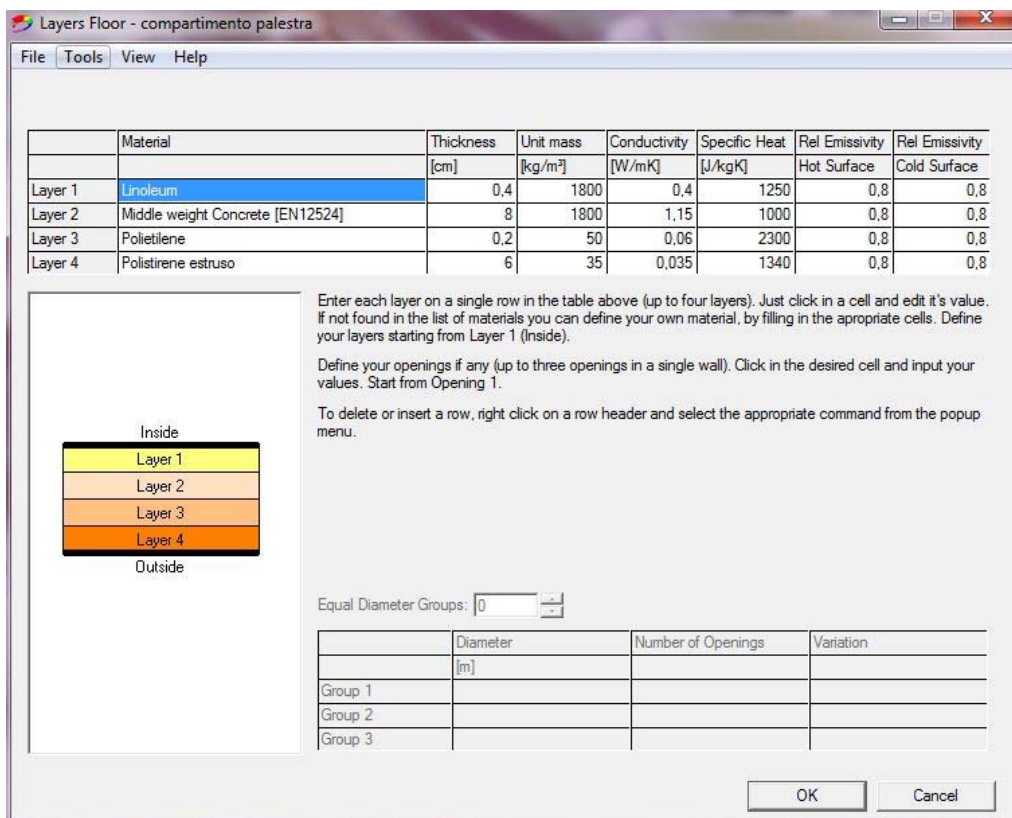 Layers Floor - compartimento palestra
File Tools View Help
Material Thickness Unit mass Conductivity Specific Heat Rel Emissivity Rel Emissivity
[cm] [kg/m³] [W/mK] [J/kgK] Hot Surface Cold Surface
Layer 1 Linoleum 0,4 1800 0,4 1250 0,8 0,8
Layer 2 Middle weight Concrete [EN12524] 8 1800 1,15 1000 0,8 0,8
Layer 3 Polietilene 0,2 50 0,06 2300 0,8 0,8
Layer 4 Polistirene estruso 6 35 0,035 1340 0,8 0,8
Enter each layer on a single row in the table above (up to four layers). Just click in a cell and edit it's value.
If not found in the list of materials you can define your own material, by filling in the apropriate cells. Define
your layers starting from Layer 1 (Inside).
Define your openings if any (up to three openings in a single wall). Click in the desired cell and input your
values. Start from Opening 1.
To delete or insert a row, right click on a row header and select the appropriate command from the popup
menu.
Inside
Layer 1
Layer 2
Layer 3
Layer 4
Outside
Equal Diameter Groups: 0
Diameter Number of Openings Variation
[m]
Group 1
Group 2
Group 3
OK Cancel